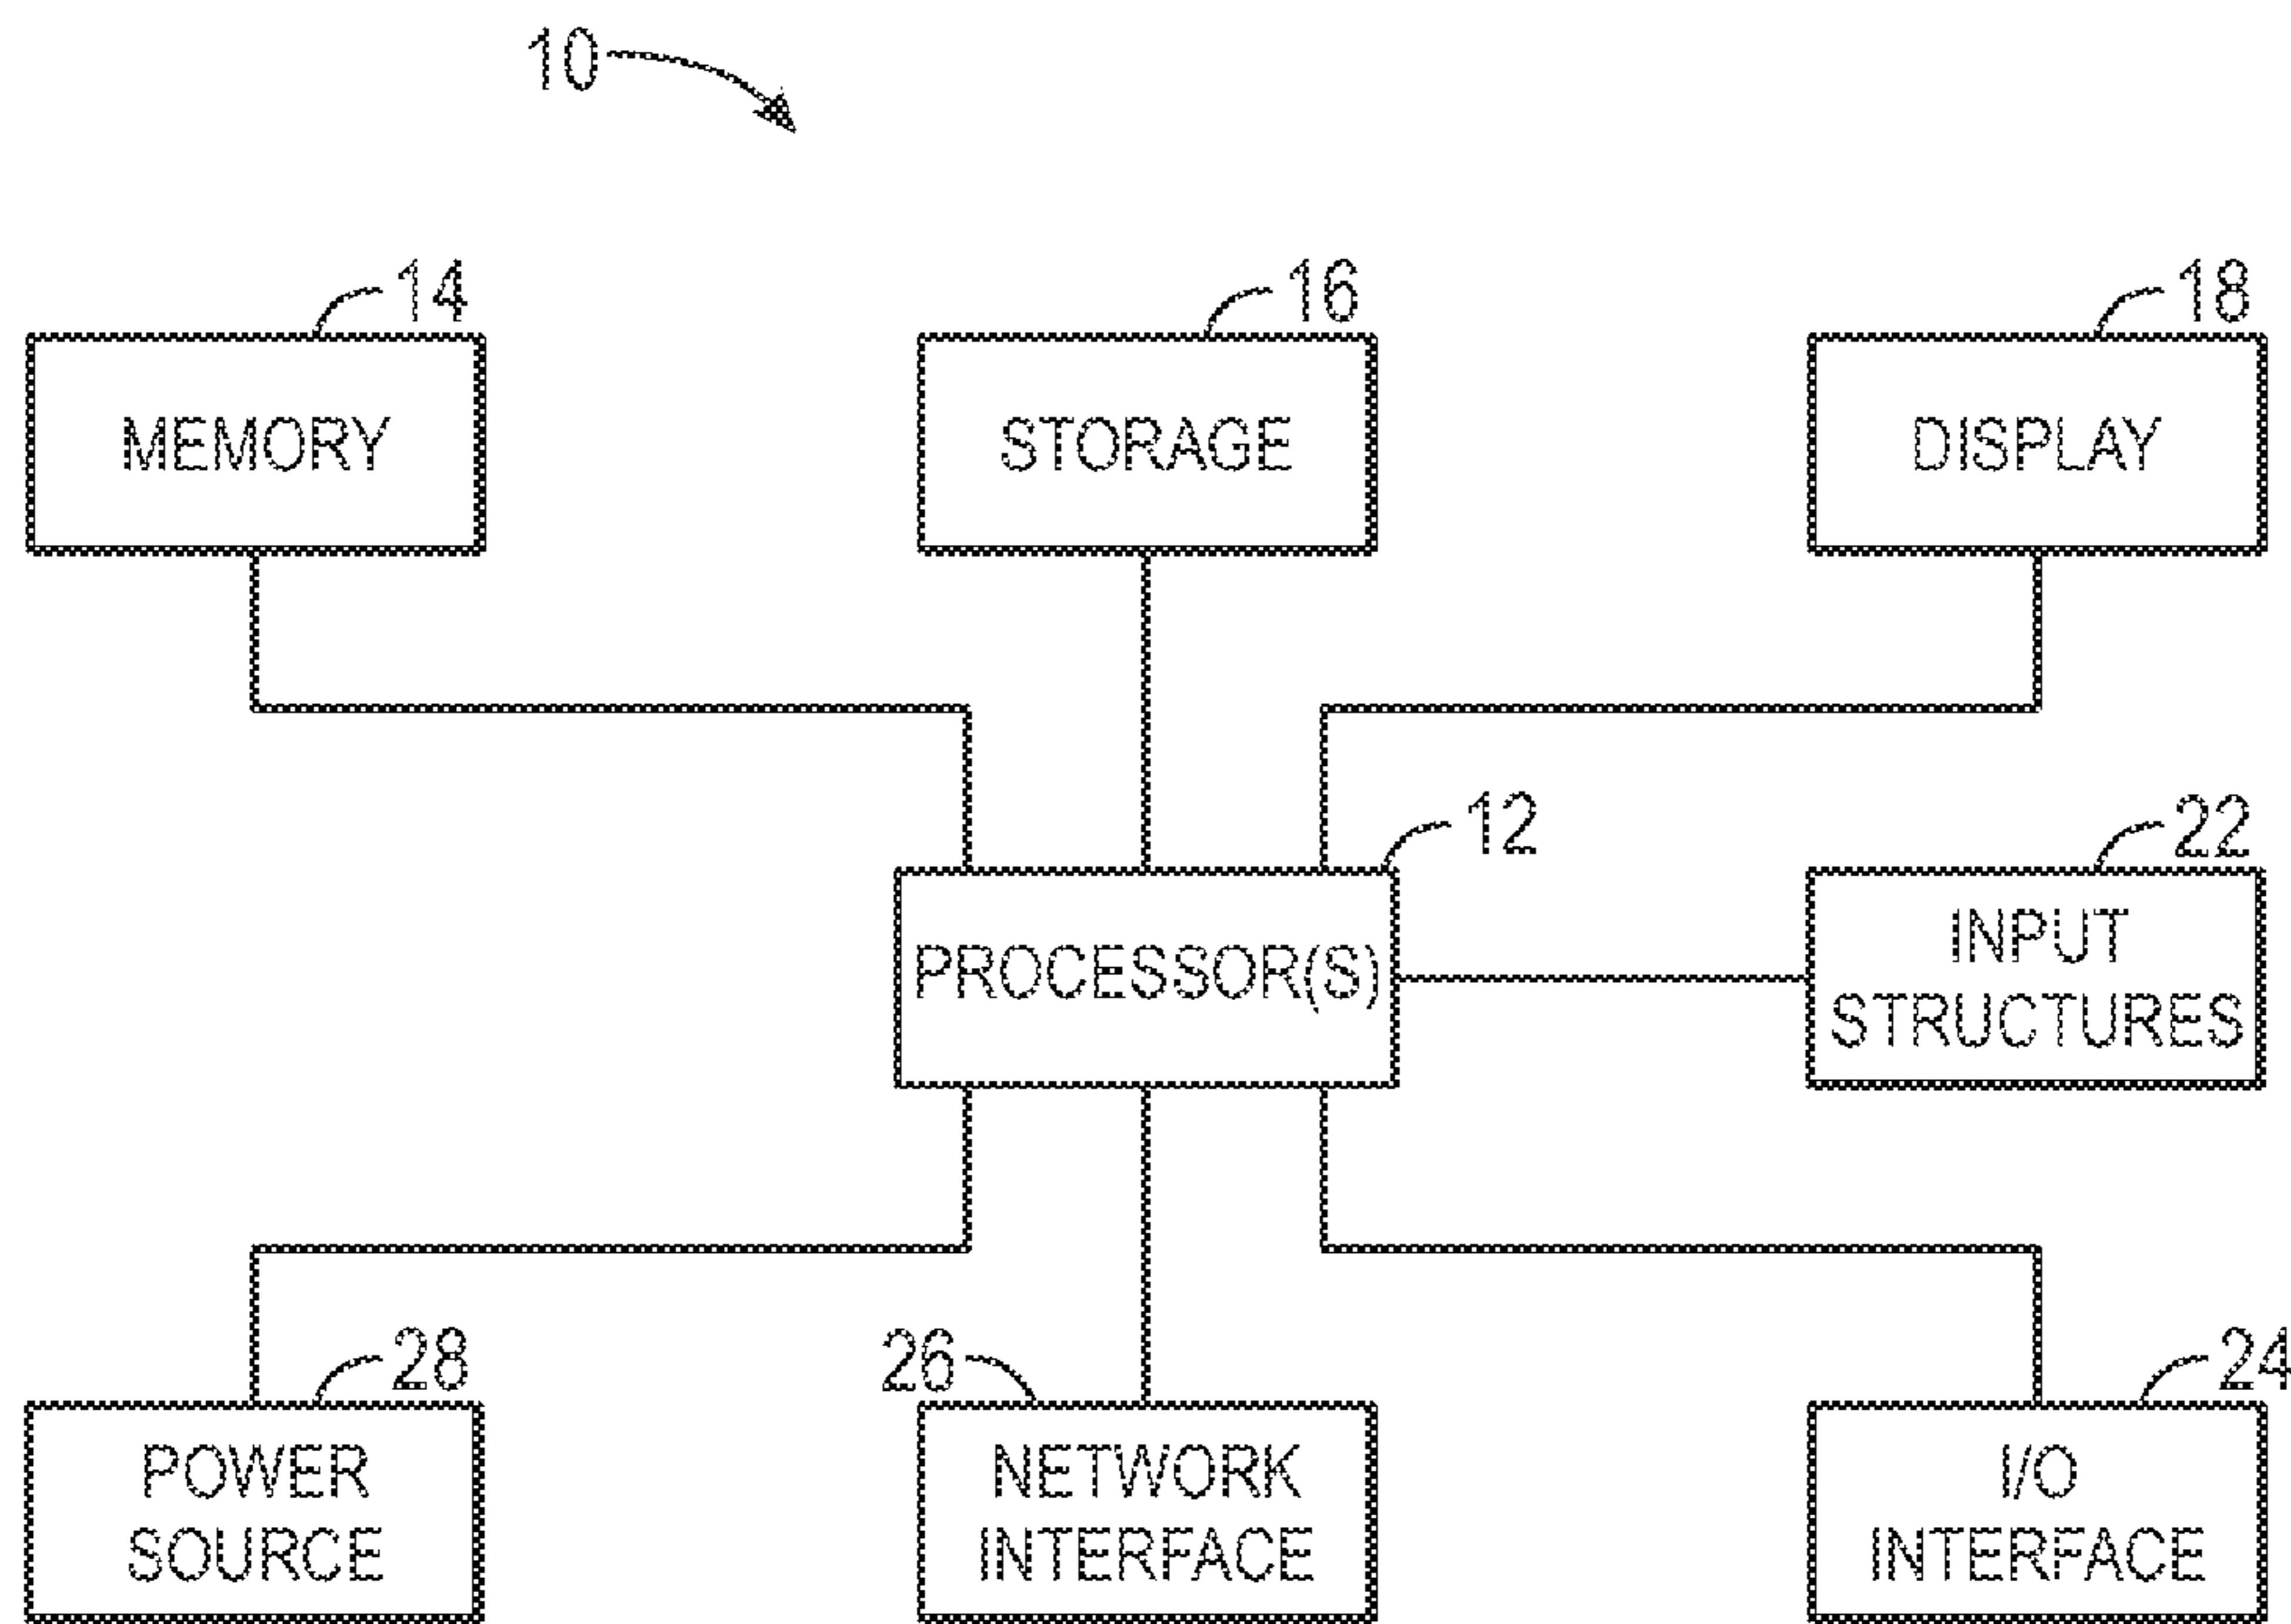 10
14
16
18
MEMORY
STORAGE
DISPLAY
12
22
PROCESSOR(S)
INPUT
STRUCTURES
28
26
24
POWER
SOURCE
NETWORK
INTERFACE
I/O
INTERFACE